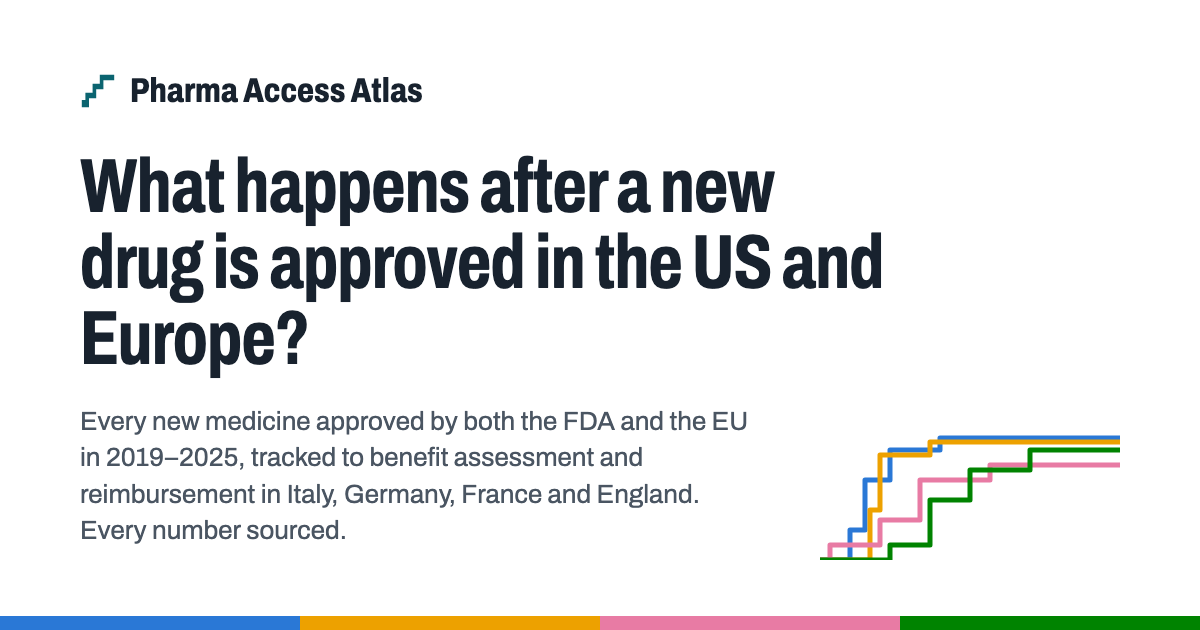 Pharma Access Atlas
What happens after a new
drug is approved in the US and
Europe?
Every new medicine approved by both the FDA and the EU
in 2019–2025, tracked to benefit assessment and
reimbursement in Italy, Germany, France and England.
Every number sourced.